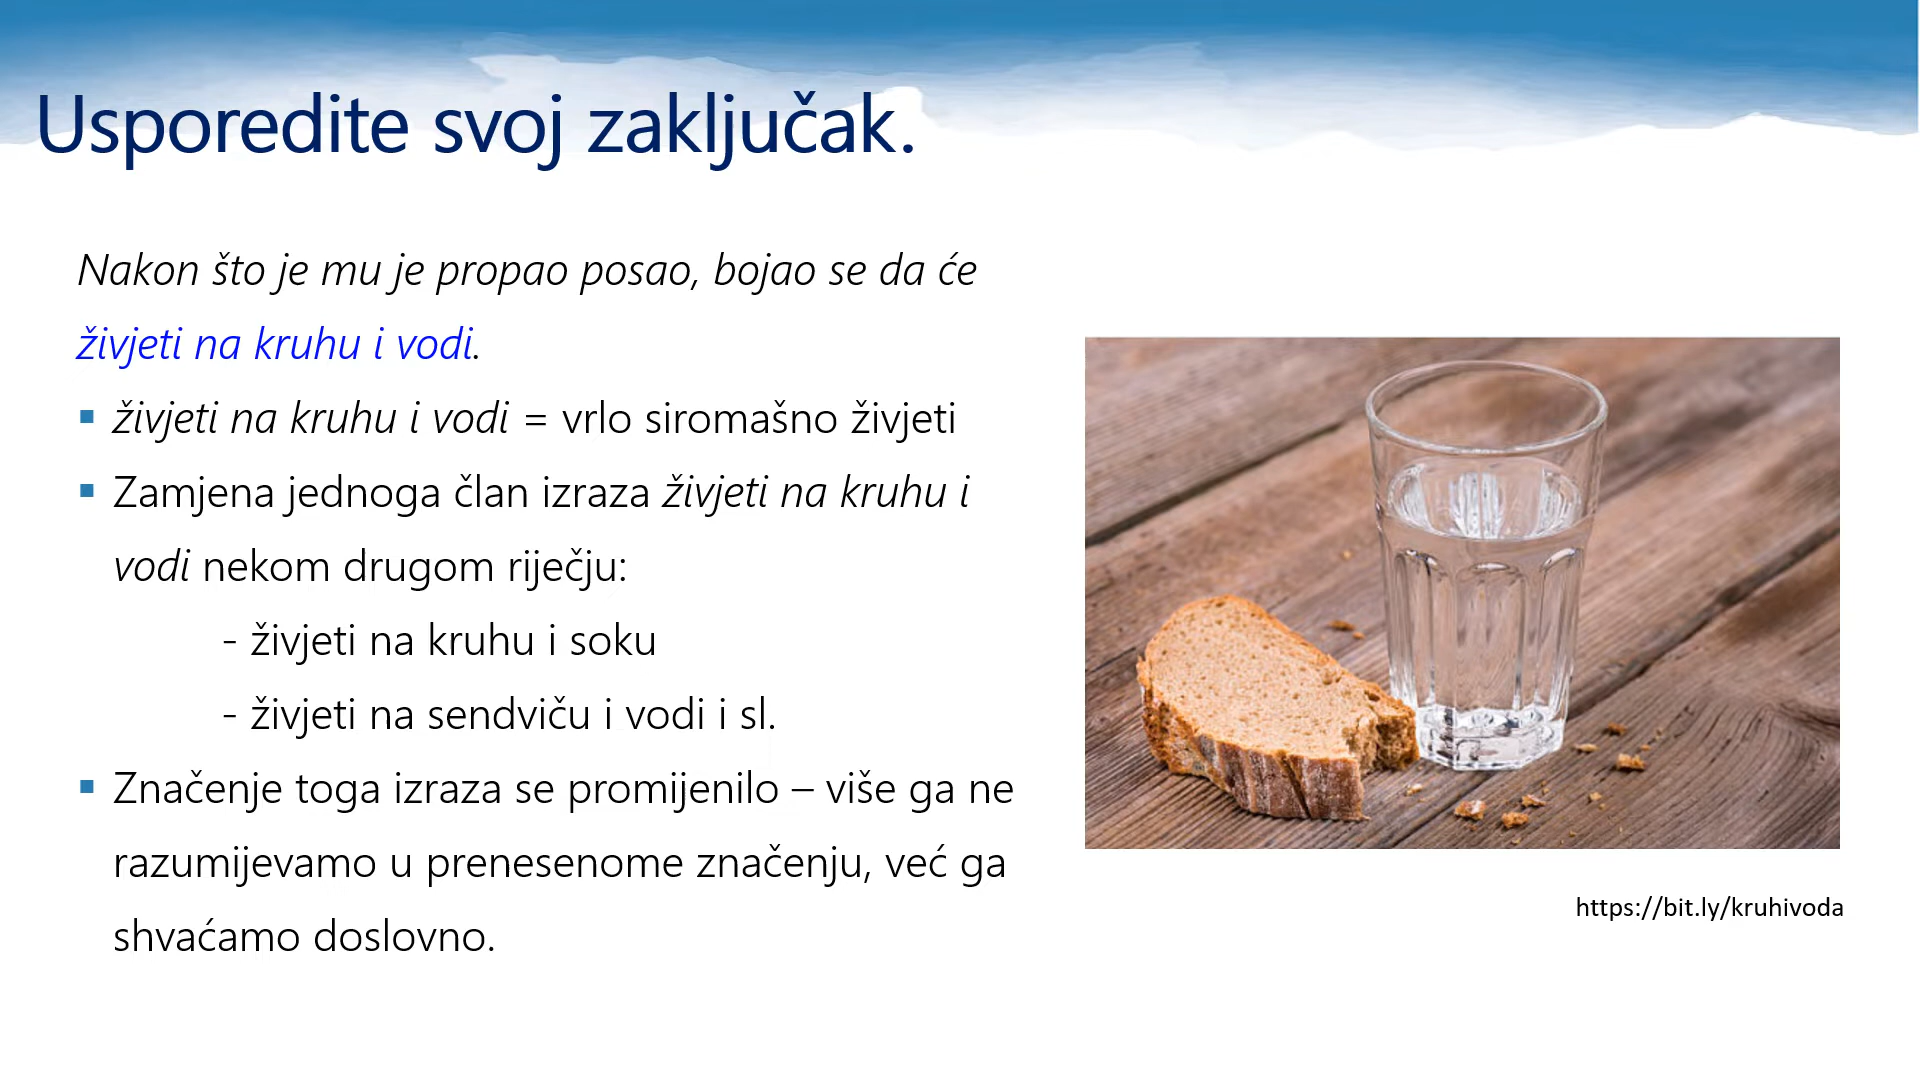 Usporedite svoj zaključak.
Nakon što je mu je propao posao, bojao se da će
živjeti na kruhu i vodi.
▪ živjeti na kruhu i vodi = vrlo siromašno živjeti
▪ Zamjena jednoga član izraza živjeti na kruhu i
vodi nekom drugom riječju:
- živjeti na kruhu i soku
- živjeti na sendviču i vodi i sl.
▪ Značenje toga izraza se promijenilo – više ga ne
razumijevamo u prenesenome značenju, već ga
shvaćamo doslovno.
https://bit.ly/kruhivoda